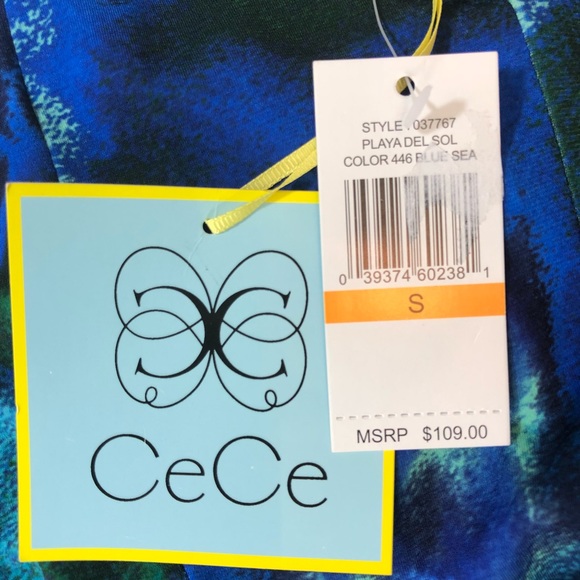 STYLE 037767
PLAYA DEL SOL
COLOR 446 BLUE SEA
0 39374 60238 1
S
MSRP $109.00
CeCe